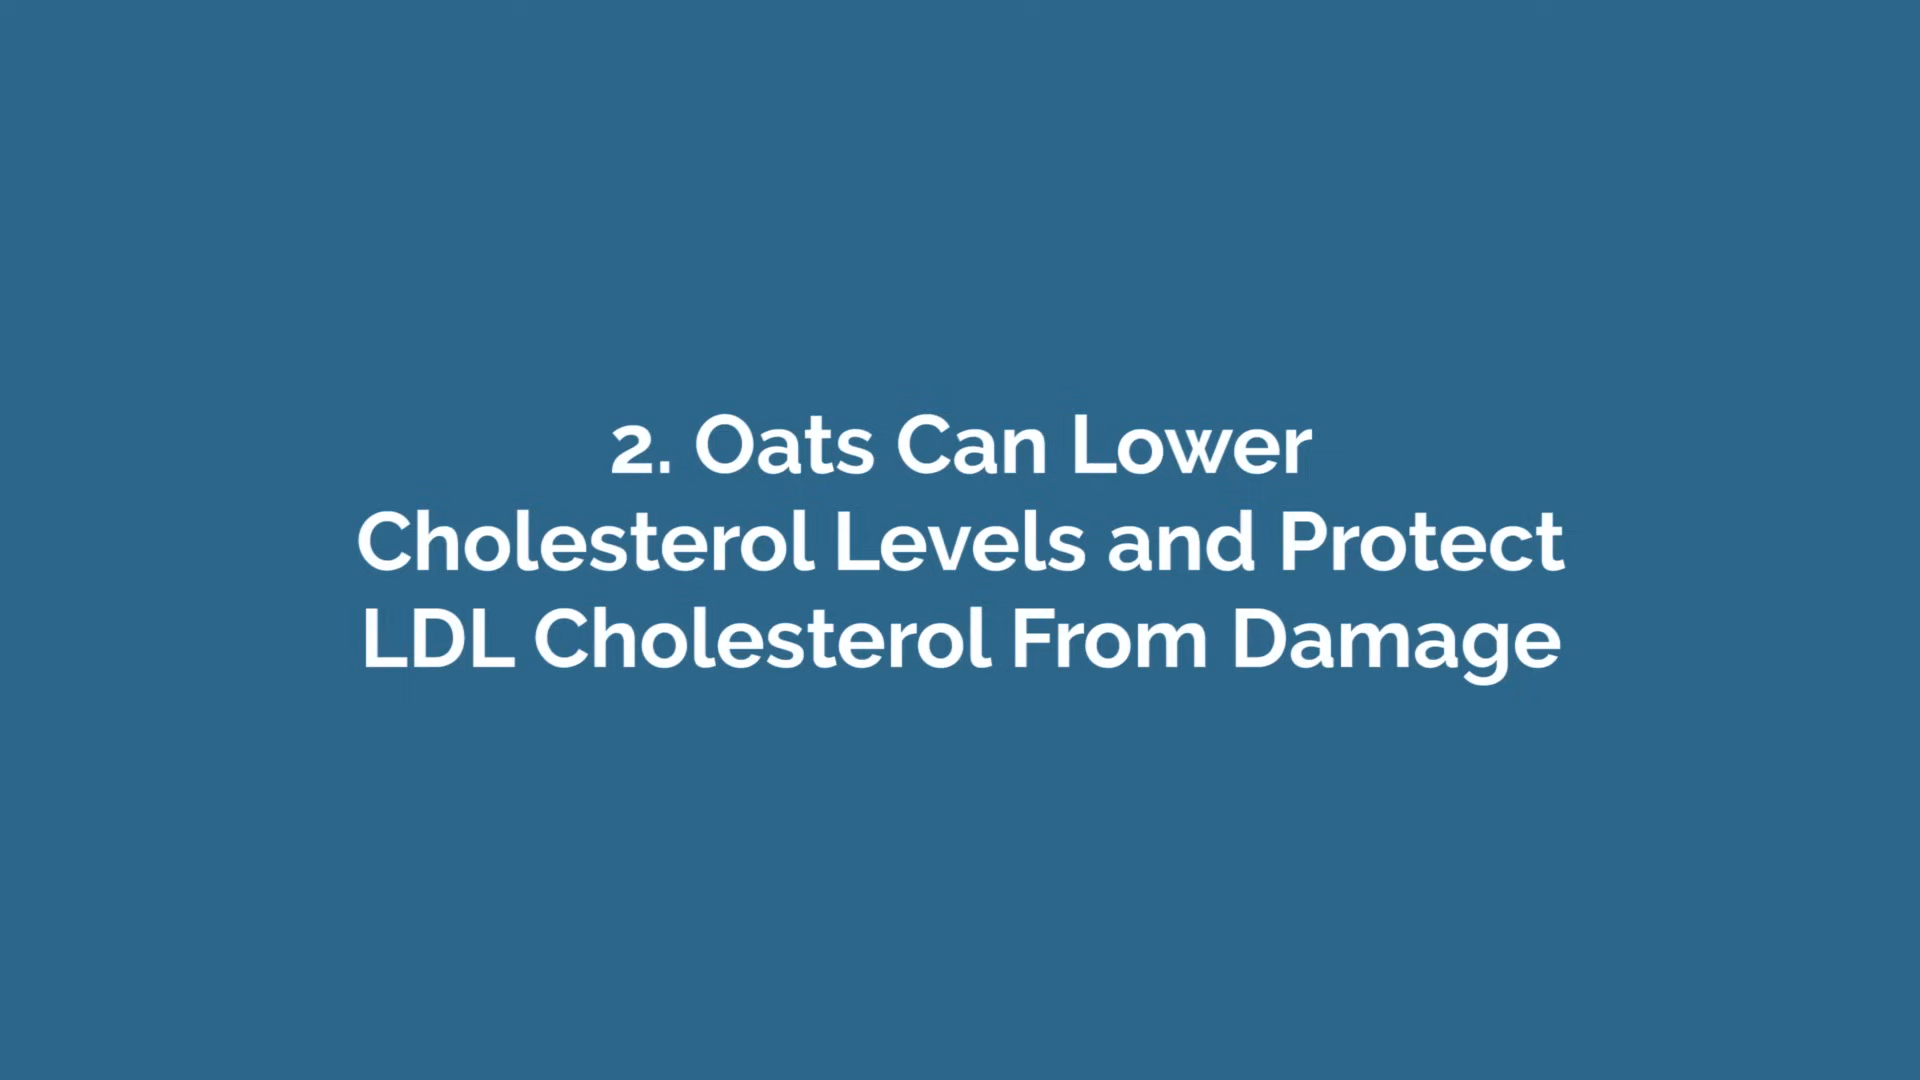 2. Oats Can Lower
Cholesterol Levels and Protect
LDL Cholesterol From Damage